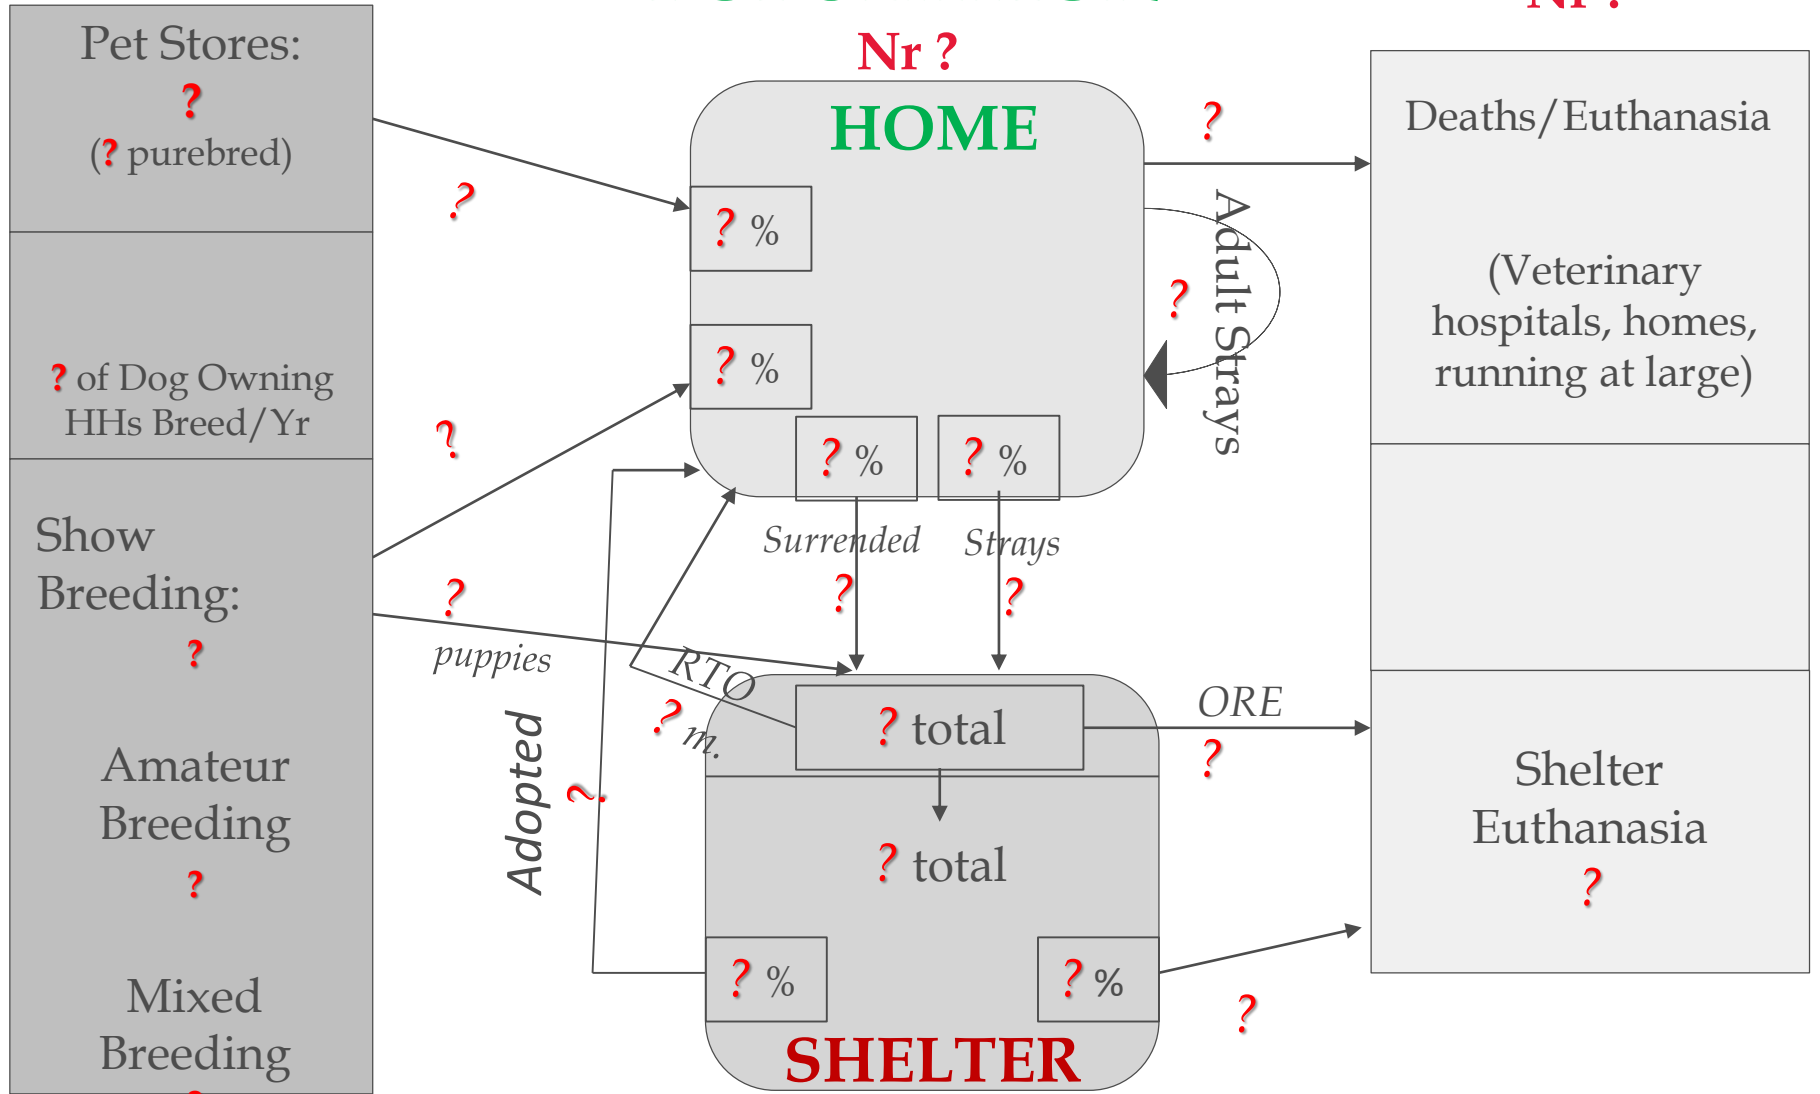 Nr ?
Pet Stores:
?
(? purebred)
?
? of Dog Owning
HHs Breed/Yr
?
Show
Breeding:
?
Amateur
Breeding
?
Mixed
Breeding
?
puppies
Nr ?
HOME
? %
? %
? %
? %
Surrended
Strays
?
?
?
?
Adult Strays
RTO
? m.
Adopted
?
? total
? total
? %
? %
SHELTER
ORE
?
?
Deaths/Euthanasia
(Veterinary
hospitals, homes,
running at large)
Shelter
Euthanasia
?